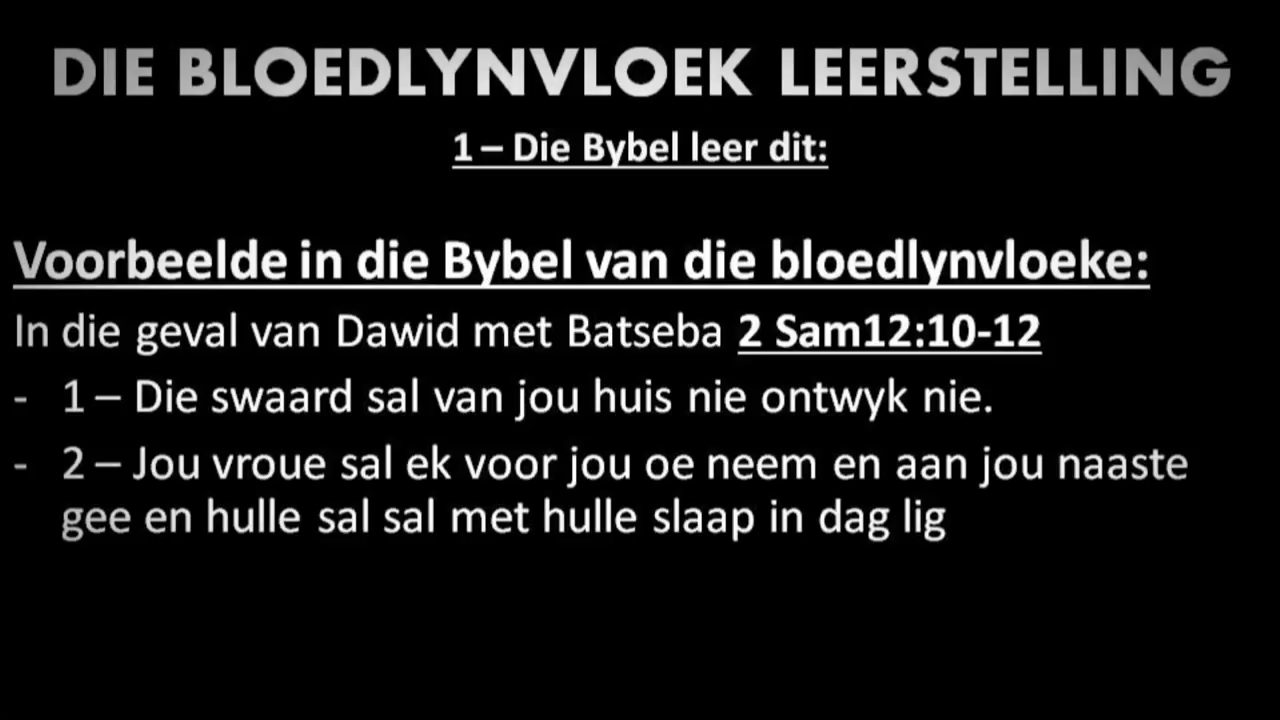 DIE BLOEDLYNVLOEK LEERSTELLING
1 – Die Bybel leer dit:
Voorbeelde in die Bybel van die bloedlynvloeke:
In die geval van Dawid met Batseba 2 Sam12:10-12
- 1 – Die swaard sal van jou huis nie ontwyk nie.
- 2 – Jou vroue sal ek voor jou oe neem en aan jou naaste
gee en hulle sal sal met hulle slaap in dag lig